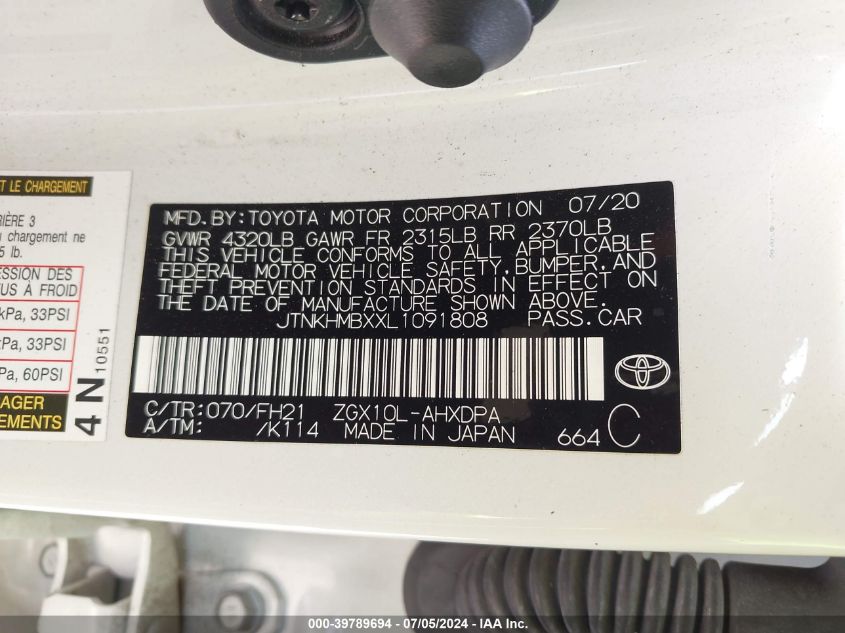 MFD.BY:TOYOTA MOTOR CORPORATION 07/20
GVWR 4320LB GAWR FR 2315LB RR 2370LB
THIS VEHICLE CONFORMS TO ALL APPLICABLE
FEDERAL MOTOR VEHICLE SAFETY,BUMPER,AND
THEFT PREVENTION STANDARDS IN EFFECT ON
THE DATE OF MANUFACTURE SHOWN ABOVE.
JTNKHMBXXL1091808 PASS.CAR
C/TR:070/FH21 ZGX10L-AHXDPA
A/TM: /K114 MADE IN JAPAN 664 C
ET LE CHARGEMENT
RIÈRE 3
u chargement ne
5 lb.
ESSION DES
US À FROID
kPa, 33PSI
Pa, 33PSI
Pa, 60PSI
AGER
EMENTS
4 N 10551
000-39789694 - 07/05/2024 - IAA Inc.